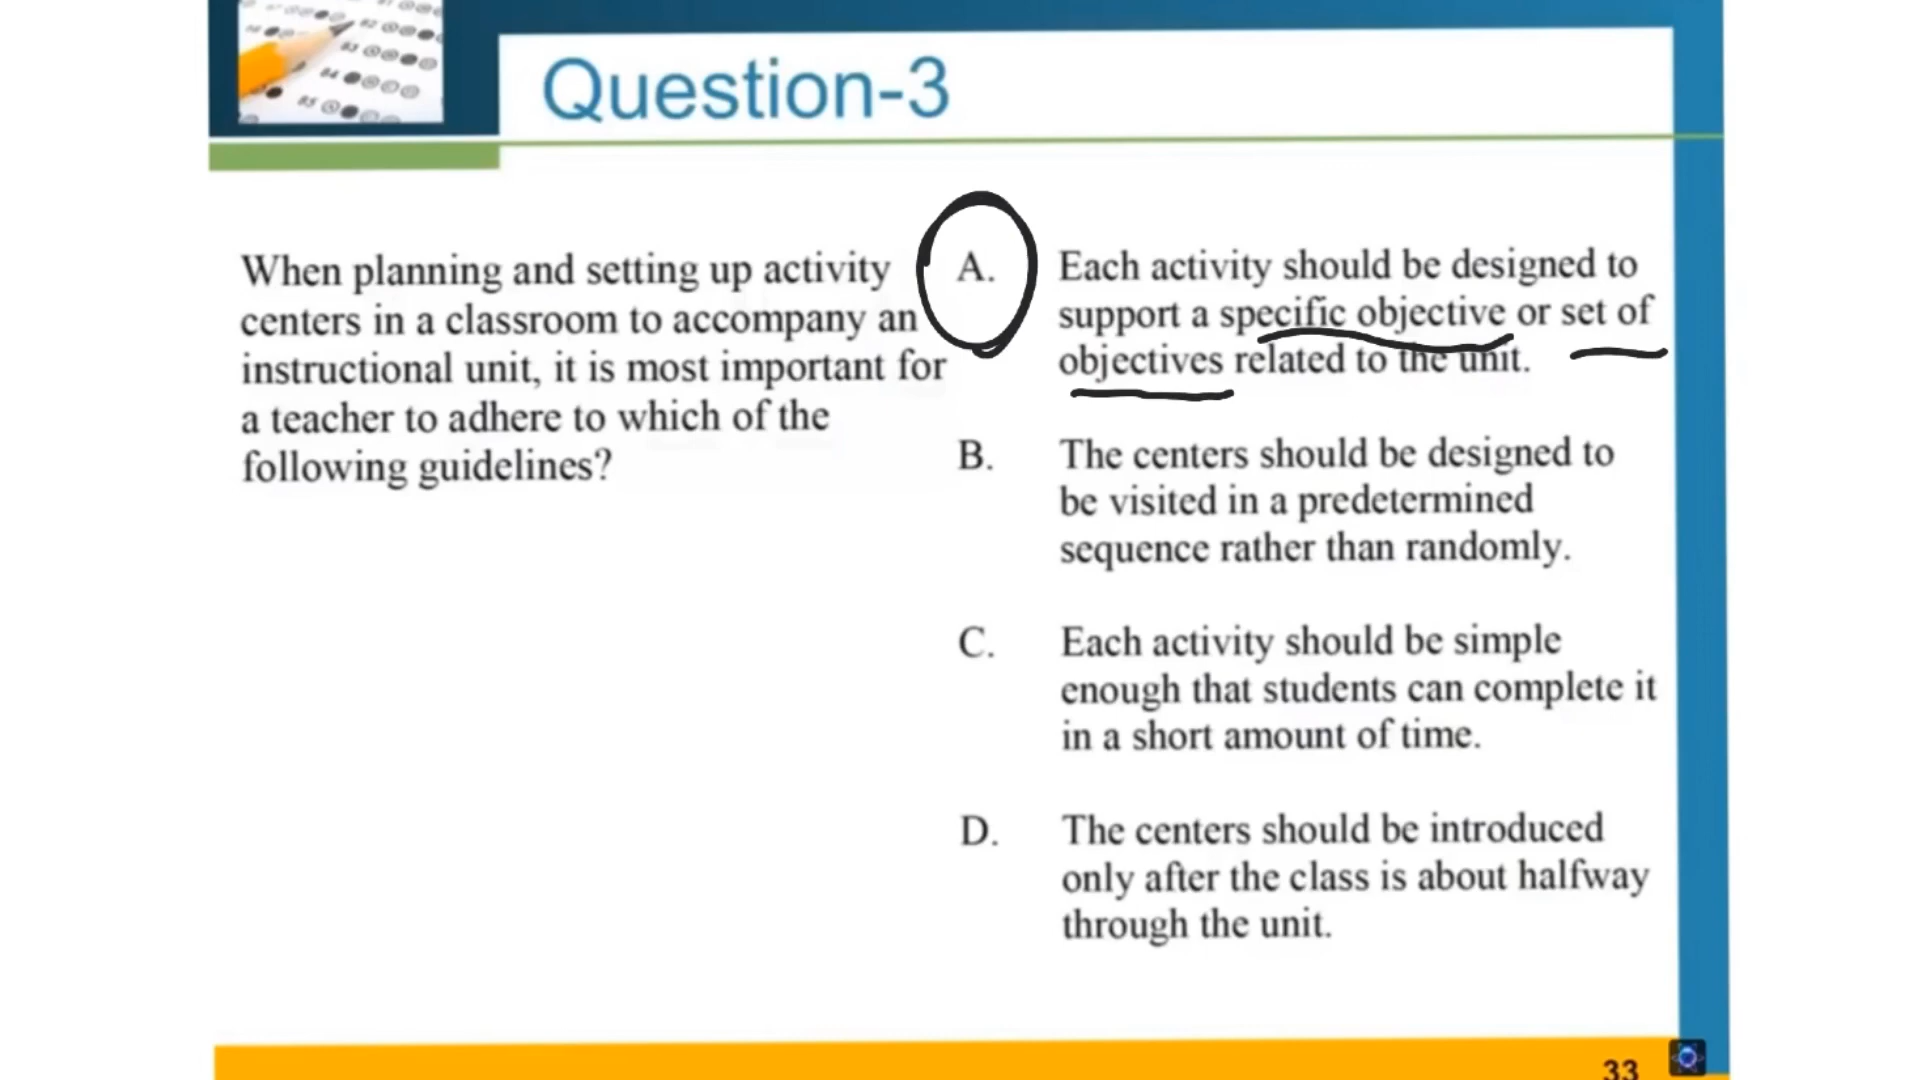 Question-3
When planning and setting up activity
centers in a classroom to accompany an
instructional unit, it is most important for
a teacher to adhere to which of the
following guidelines?
A. Each activity should be designed to
support a specific objective or set of
objectives related to the unit.
B. The centers should be designed to
be visited in a predetermined
sequence rather than randomly.
C. Each activity should be simple
enough that students can complete it
in a short amount of time.
D. The centers should be introduced
only after the class is about halfway
through the unit.
33